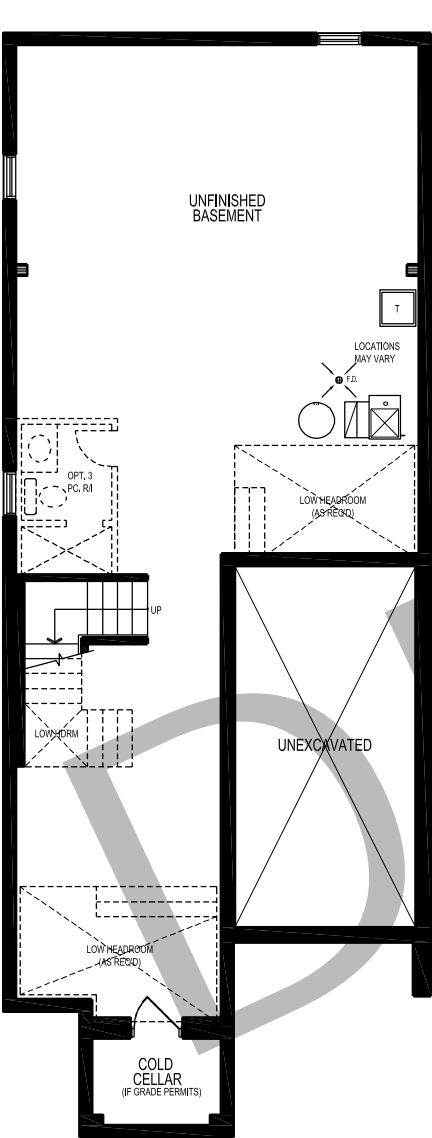 UNFINISHED
BASEMENT
T
LOCATIONS
MAY VARY
F.D.
OPT. 3
PC. R/I
LOW HEADROOM
(AS REQ'D)
UP
LOW HDRM
UNEXCAVATED
LOW HEADROOM
(AS REQ'D)
COLD
CELLAR
(IF GRADE PERMITS)